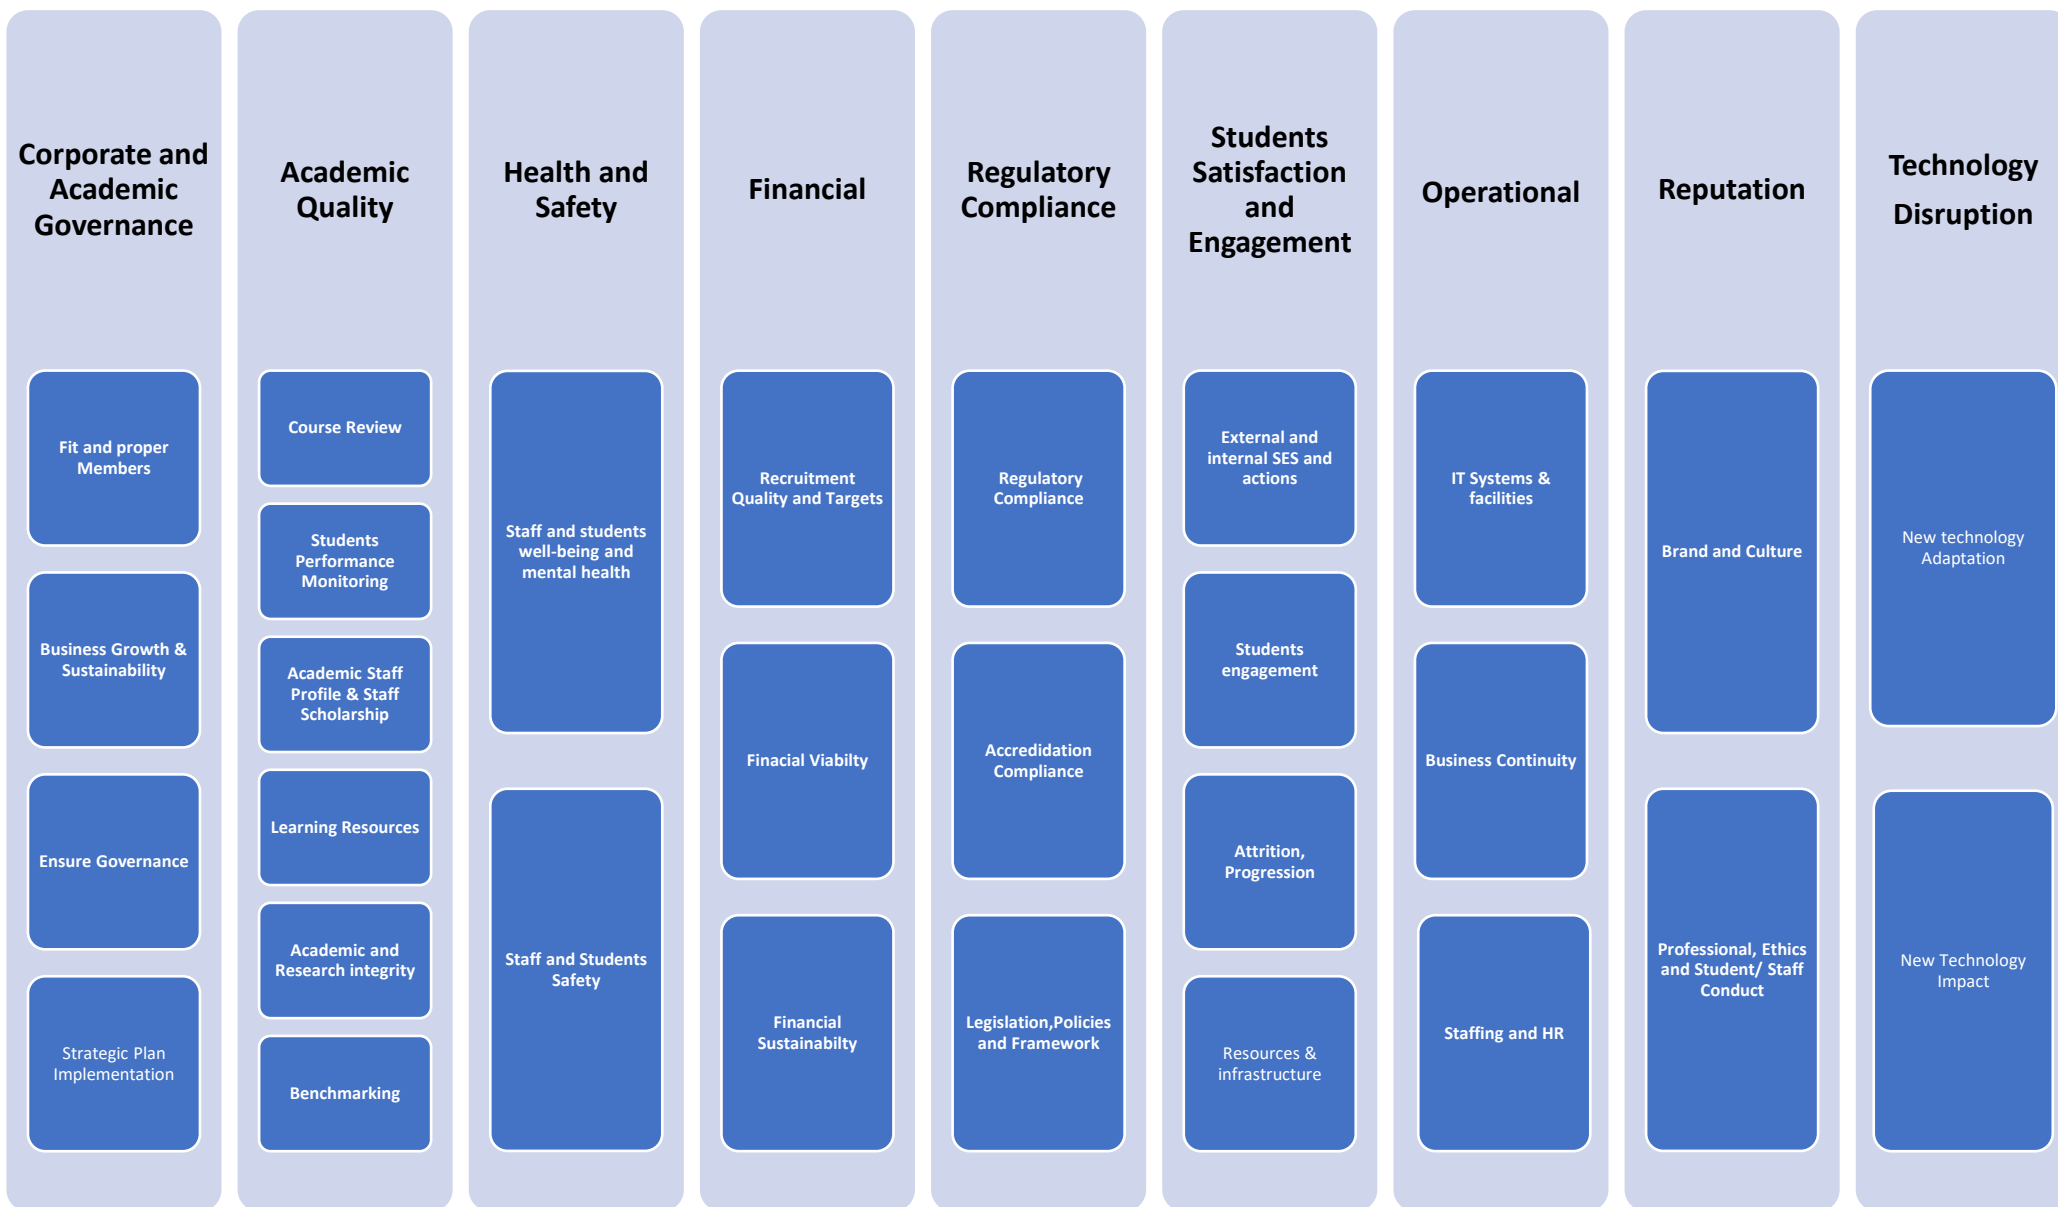 Corporate and
Academic
Governance
Fit and proper
Members
Business Growth &
Sustainability
Ensure Governance
Strategic Plan
Implementation
Academic
Quality
Course Review
Students
Performance
Monitoring
Academic Staff
Profile & Staff
Scholarship
Learning Resources
Academic and
Research integrity
Benchmarking
Health and
Safety
Staff and students
well-being and
mental health
Staff and Students
Safety
Financial
Recruitment
Quality and Targets
Finacial Viabilty
Financial
Sustainabilty
Regulatory
Compliance
Regulatory
Compliance
Accredidation
Compliance
Legislation,Policies
and Framework
Students
Satisfaction
and
Engagement
External and
internal SES and
actions
Students
engagement
Attrition,
Progression
Resources &
infrastructure
Operational
IT Systems &
facilities
Business Continuity
Staffing and HR
Reputation
Brand and Culture
Professional, Ethics
and Student/ Staff
Conduct
Technology
Disruption
New technology
Adaptation
New Technology
Impact